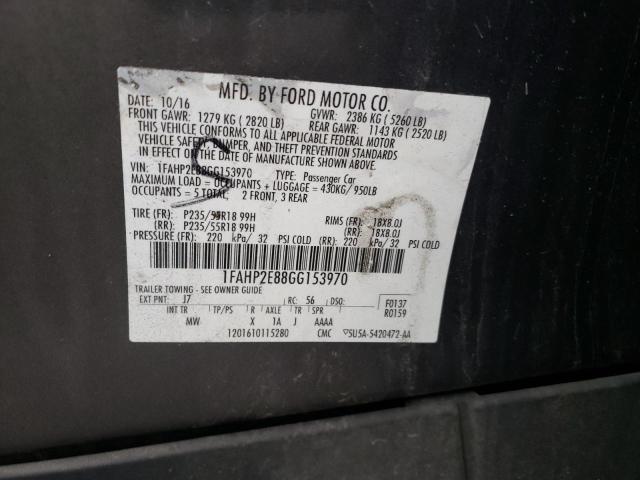 MFD. BY FORD MOTOR CO.
DATE: 10/16 GVWR: 2386 KG ( 5260 LB)
FRONT GAWR: 1279 KG ( 2820 LB) REAR GAWR: 1143 KG ( 2520 LB)
THIS VEHICLE CONFORMS TO ALL APPLICABLE FEDERAL MOTOR
VEHICLE SAFETY, BUMPER, AND THEFT PREVENTION STANDARDS
IN EFFECT ON THE DATE OF MANUFACTURE SHOWN ABOVE.
VIN: 1FAHP2E88GG153970 TYPE: Passenger Car
MAXIMUM LOAD = OCCUPANTS + LUGGAGE = 430KG/ 950LB
OCCUPANTS = 5 TOTAL, 2 FRONT, 3 REAR
TIRE (FR): P235/55R18 99H RIMS (FR): 18X8.0J
(RR): P235/55R18 99H (RR): 18X8.0J
PRESSURE (FR): 220 kPa/ 32 PSI COLD (RR): 220 kPa/ 32 PSI COLD
1FAHP2E88GG153970
TRAILER TOWING - SEE OWNER GUIDE
EXT PNT: J7 RC: 56 DSO: F0137
INT TR TP/PS R AXLE TR SPR R0159
MW X 1A J AAAA
1201610115280 CMC SU5A-5420472-AA